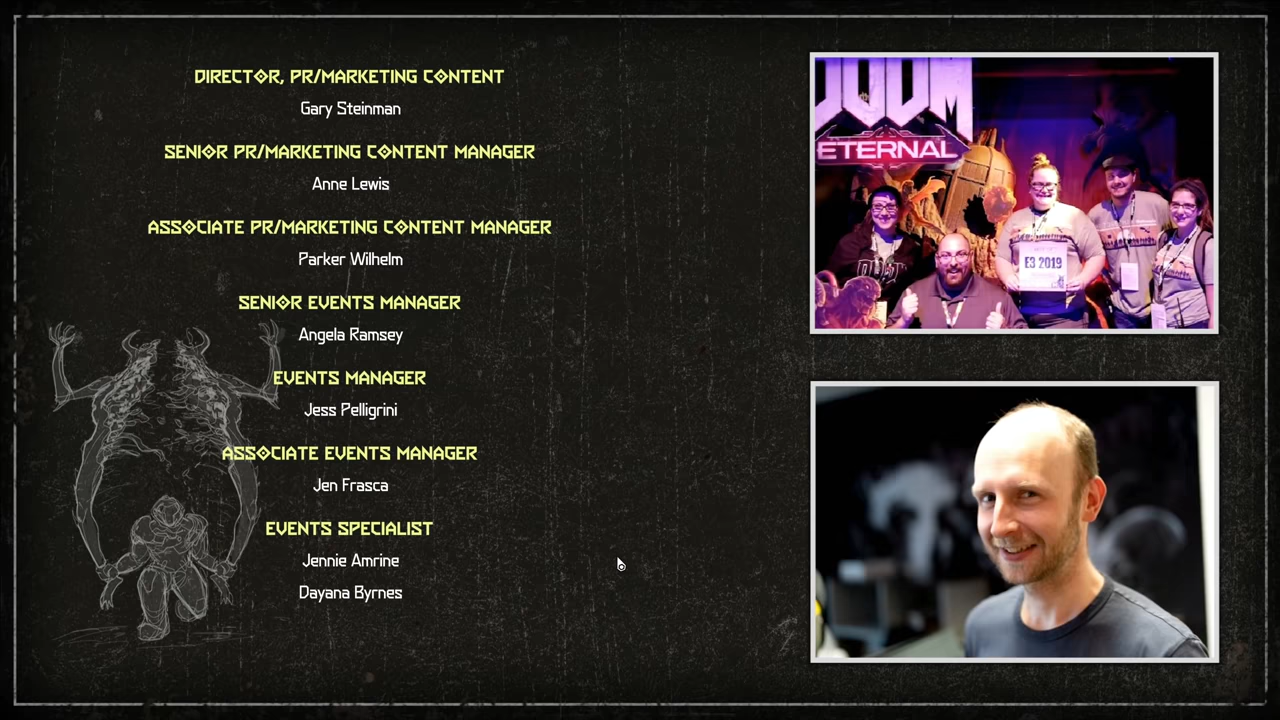 DIRECTOR, PR/MARKETING CONTENT
Gary Steinman
SENIOR PR/MARKETING CONTENT MANAGER
Anne Lewis
ASSOCIATE PR/MARKETING CONTENT MANAGER
Parker Wilhelm
SENIOR EVENTS MANAGER
Angela Ramsey
EVENTS MANAGER
Jess Pelligrini
ASSOCIATE EVENTS MANAGER
Jen Frasca
EVENTS SPECIALIST
Jennie Amrine
Dayana Byrnes
DOOM
ETERNAL
E3 2019